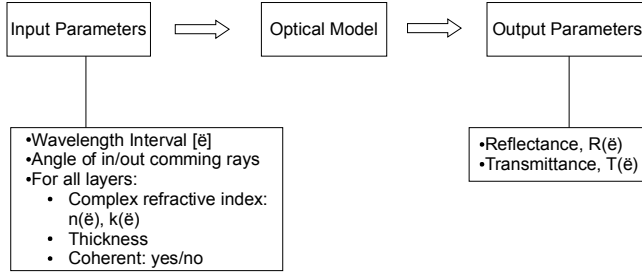 Input Parameters
Optical Model
Output Parameters
•Wavelength Interval [ë]
•Angle of in/out comming rays
•For all layers:
• Complex refractive index:
n(ë), k(ë)
• Thickness
• Coherent: yes/no
•Reflectance, R(ë)
•Transmittance, T(ë)